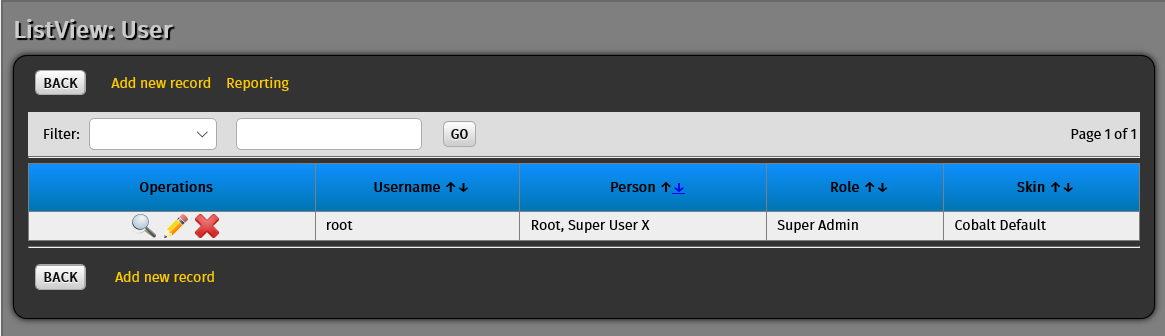 ListView: User
BACK Add new record Reporting
Filter: GO Page 1 of 1
Operations Username ↑↓ Person ↑↓ Role ↑↓ Skin ↑↓
root Root, Super User X Super Admin Cobalt Default
BACK Add new record